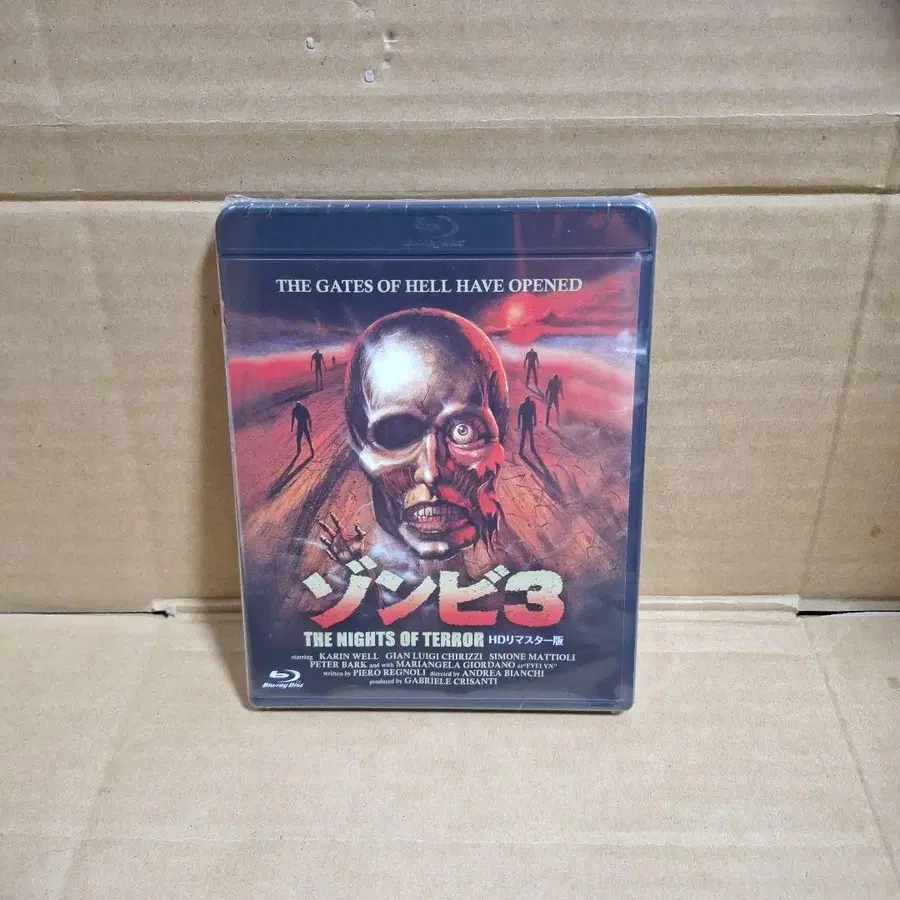 THE GATES OF HELL HAVE OPENED
ゾンビ3
THE NIGHTS OF TERROR HDリマスター版
starring KARIN WELL GIAN LUIGI CHIRIZZI SIMONE MATTIOLI
PETER BARK and with MARIANGELA GIORDANO as "EVELYN"
written by PIERO REGNOLI directed by ANDREA BIANCHI
produced by GABRIELE CRISANTI
Blu-ray Disc